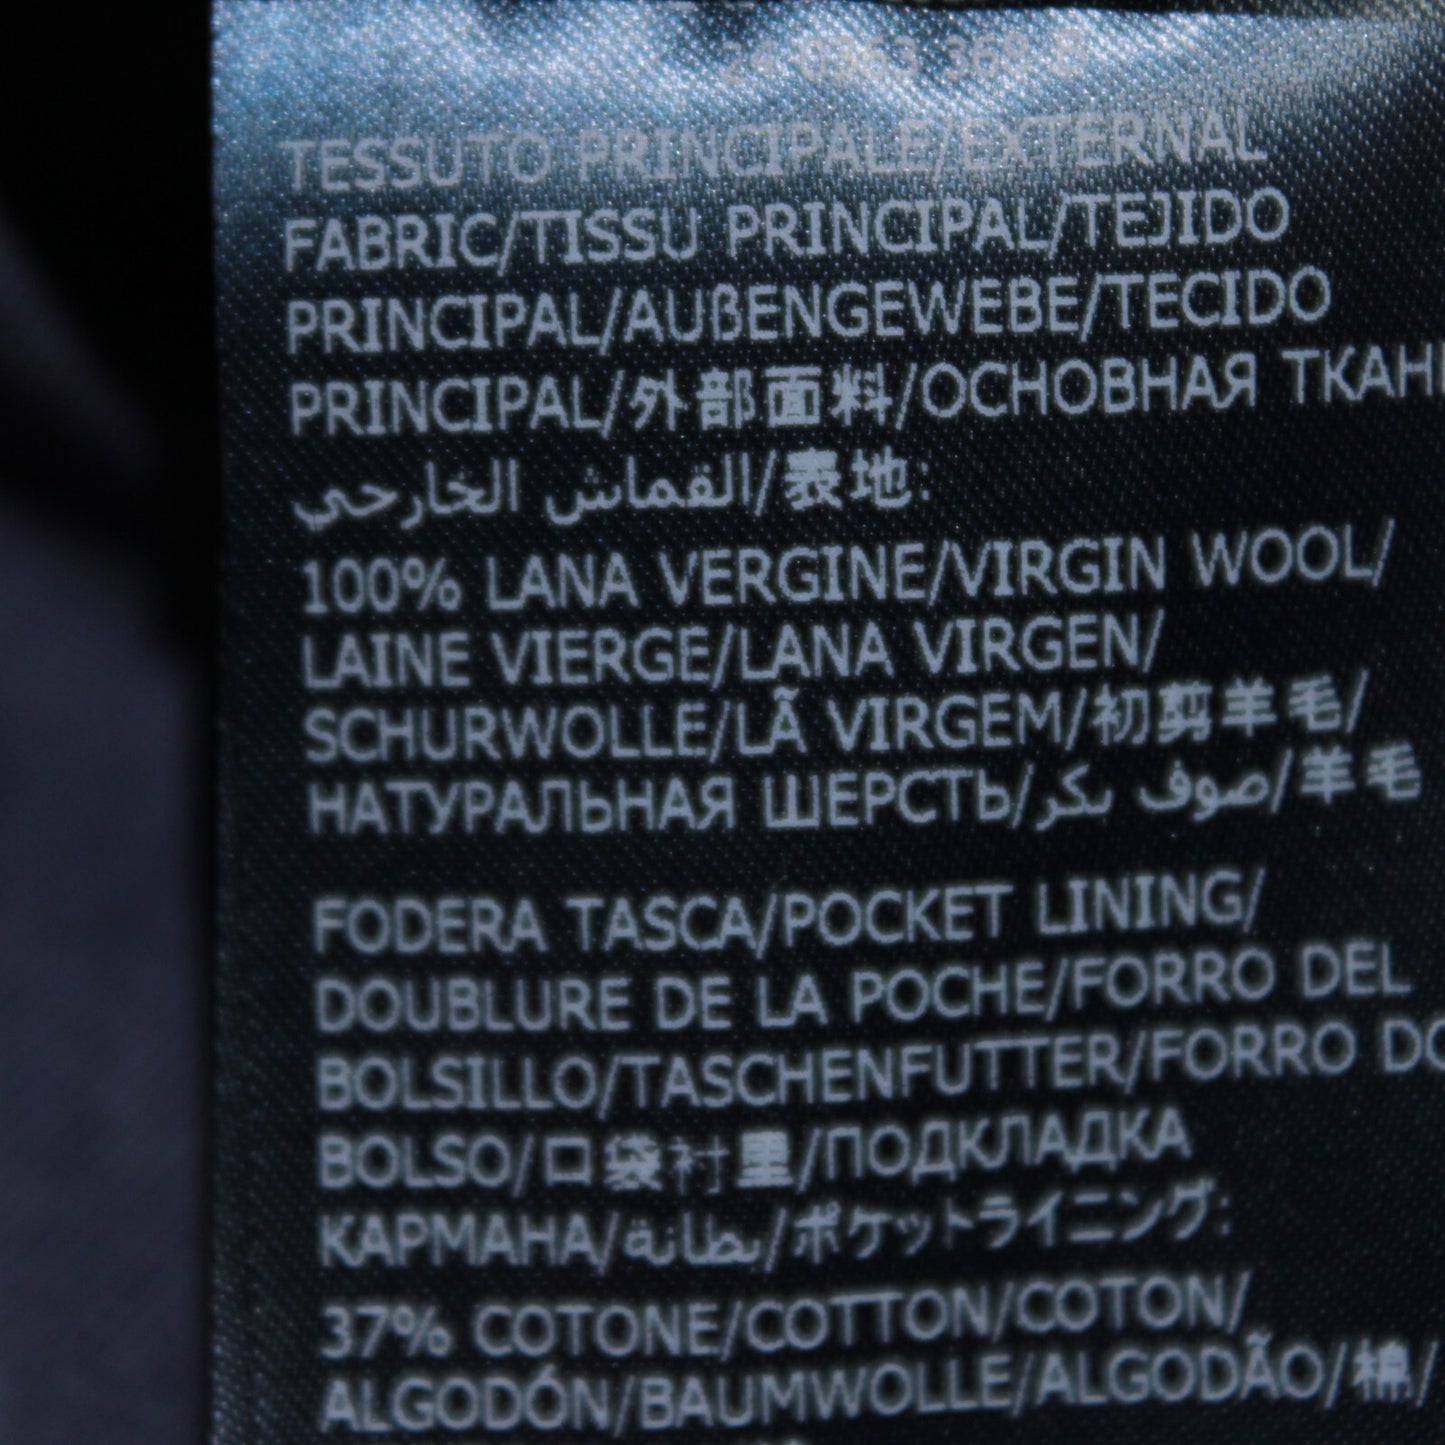 TESSUTO PRINCIPALE/EXTERNAL
FABRIC/TISSU PRINCIPAL/TEJIDO
PRINCIPAL/AUßENGEWEBE/TECIDO
PRINCIPAL/外部面料/ОСНОВНАЯ ТКАН
القماش الخارجي/表地:
100% LANA VERGINE/VIRGIN WOOL/
LAINE VIERGE/LANA VIRGEN/
SCHURWOLLE/LÃ VIRGEM/初剪羊毛/
НАТУРАЛЬНАЯ ШЕРСТЬ/صوف بكر/羊毛
FODERA TASCA/POCKET LINING/
DOUBLURE DE LA POCHE/FORRO DEL
BOLSILLO/TASCHENFUTTER/FORRO DO
BOLSO/口袋衬里/ПОДКЛАДКА
КАРМАНА/بطانة/ポケットライニング:
37% COTONE/COTTON/COTON/
ALGODÓN/BAUMWOLLE/ALGODÃO/棉/